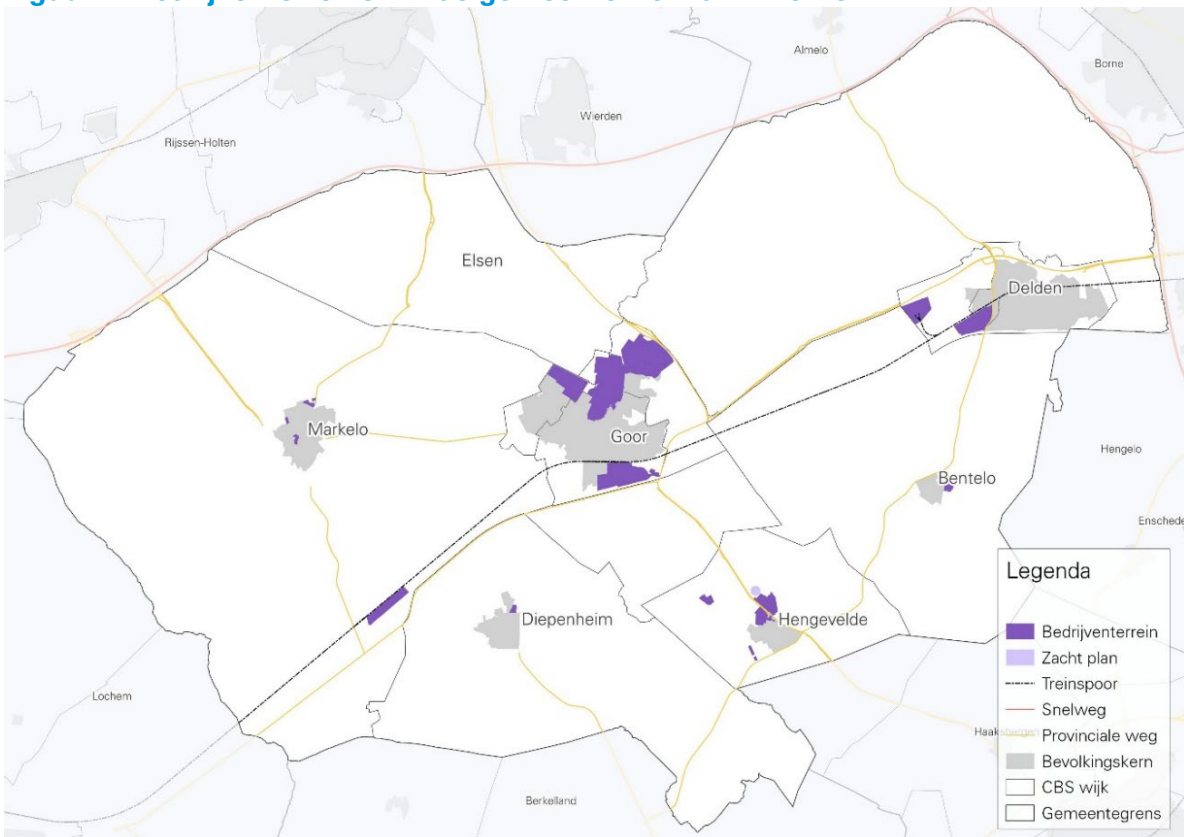 Almelo
Borne
Wierden
Rijssen-Holten
Elsen
Delden
Markelo
Goor
Hengelo
Bentelo
Enschede
Legenda
Diepenheim
Hengevelde
Bedrijventerrein
Zacht plan
Treinspoor
Lochem
Snelweg
Haaksbergen
Provinciale weg
Bevolkingskern
CBS wijk
Berkelland
Gemeentegrens